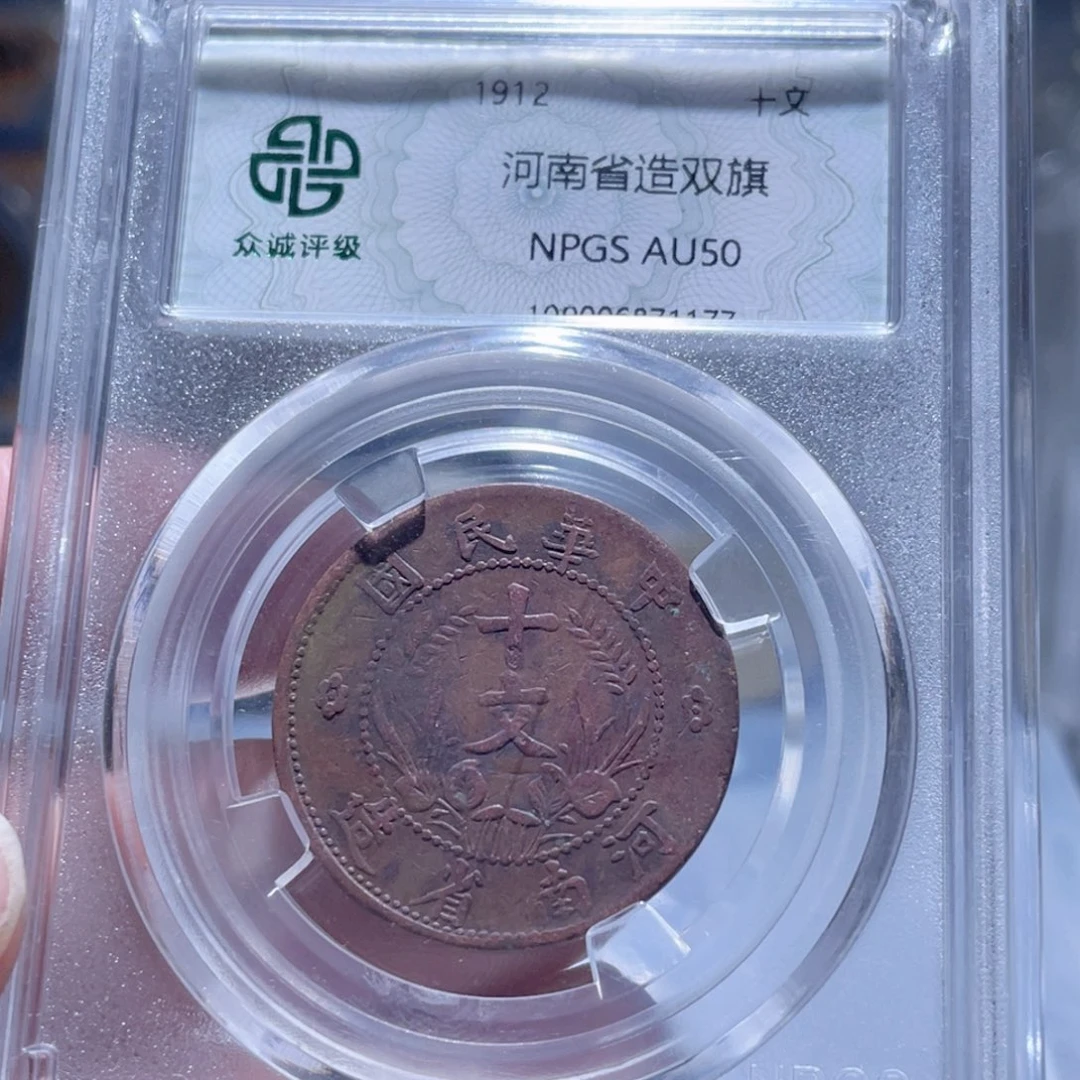 1912 十文
河南省造双旗
众诚评级
NPGS AU50
109006871177
中華民國
十文
河南省造